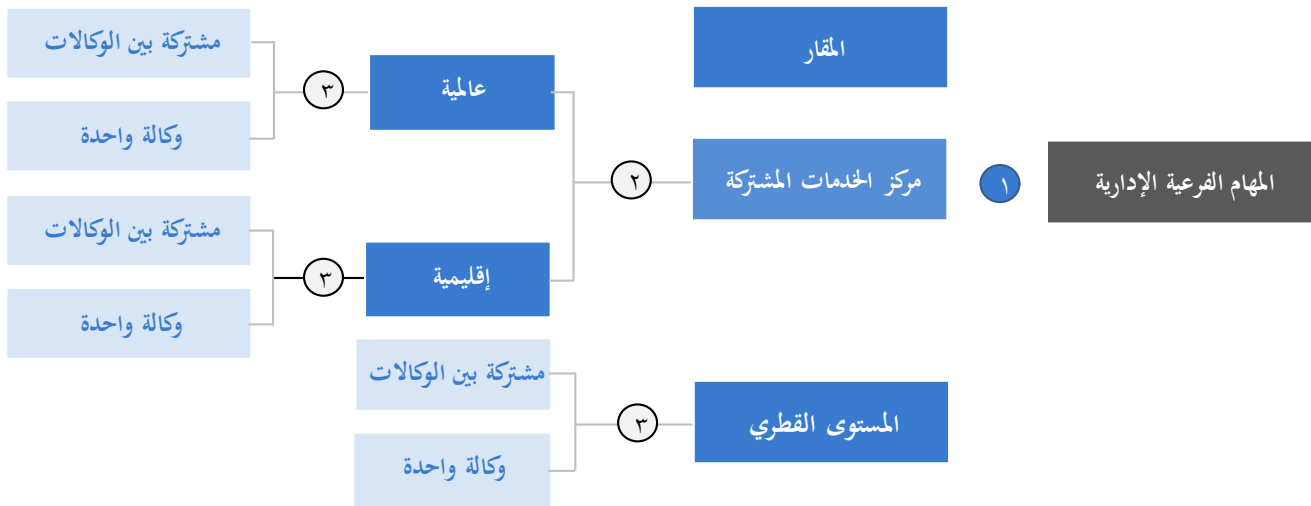 المهام الفرعية الإدارية
١
المقار
مركز الخدمات المشتركة
٢
عالمية
٣
مشتركة بين الوكالات
وكالة واحدة
إقليمية
٣
مشتركة بين الوكالات
وكالة واحدة
المستوى القطري
٣
مشتركة بين الوكالات
وكالة واحدة